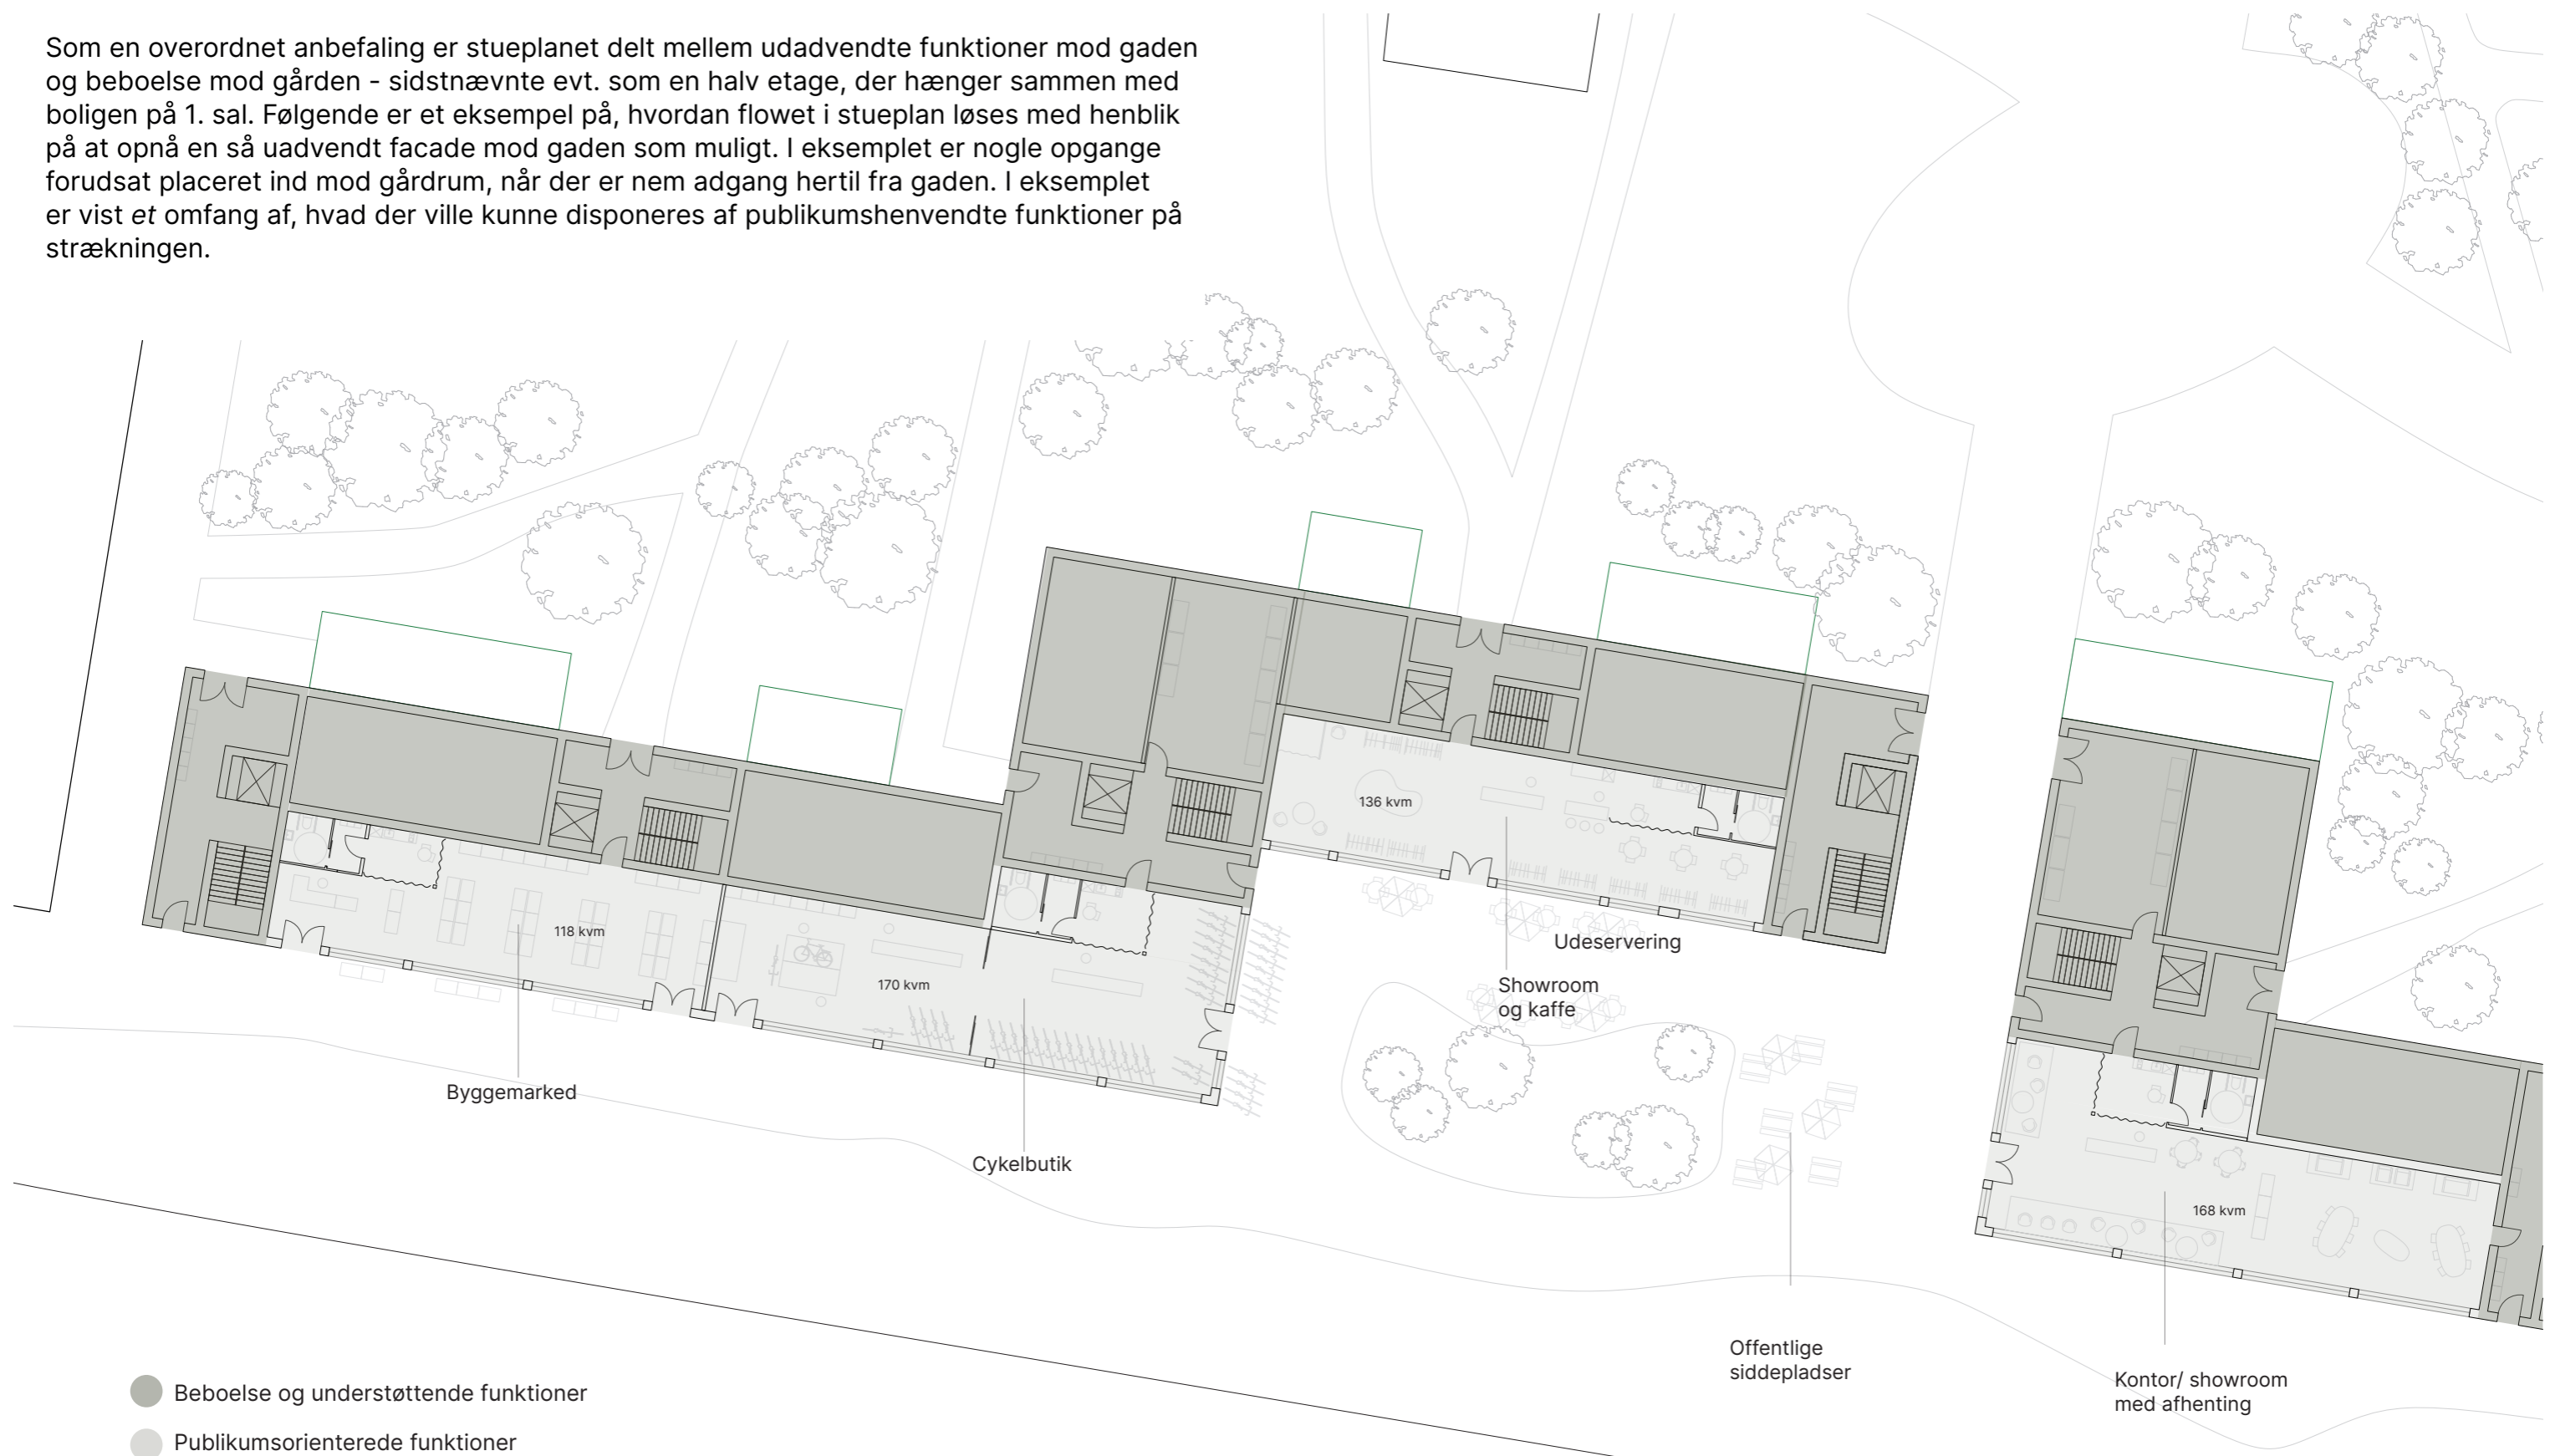 Som en overordnet anbefaling er stueplanet delt mellem udadvendte funktioner mod gaden
og beboelse mod gården - sidstnævnte evt. som en halv etage, der hænger sammen med
boligen på 1. sal. Følgende er et eksempel på, hvordan flowet i stueplan løses med henblik
på at opnå en så uadvendt facade mod gaden som muligt. I eksemplet er nogle opgange
forudsat placeret ind mod gårdrum, når der er nem adgang hertil fra gaden. I eksemplet
er vist et omfang af, hvad der ville kunne disponeres af publikumshenvendte funktioner på
strækningen.
136 kvm
118 kvm
Udeservering
170 kvm
Showroom
og kaffe
Byggemarked
Cykelbutik
168 kvm
Offentlige
siddepladser
Kontor/ showroom
med afhenting
Beboelse og understøttende funktioner
Publikumsorienterede funktioner